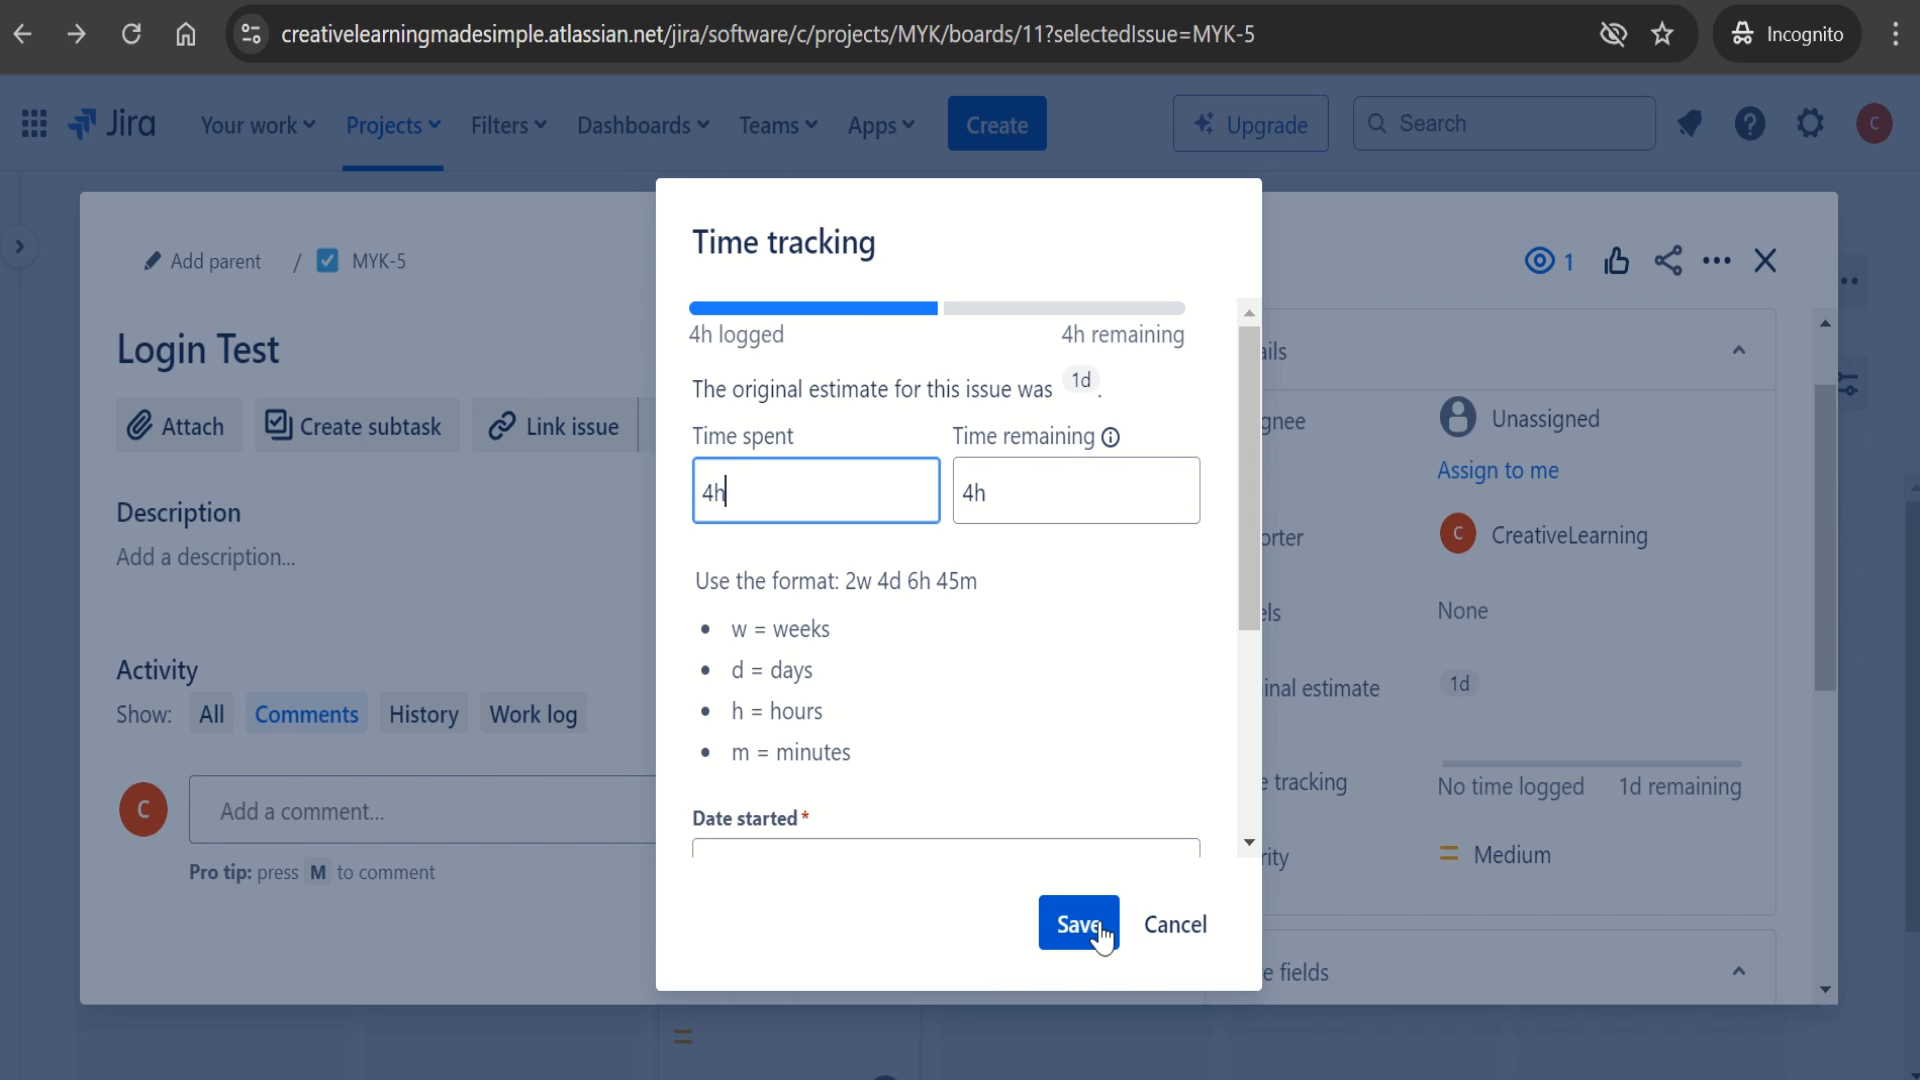 creativelearningmadesimple.atlassian.net/jira/software/c/projects/MYK/boards/11?selectedIssue=MYK-5
Incognito
Jira
Your work
Projects
Filters
Dashboards
Teams
Apps
Create
Upgrade
Search
C
Add parent / MYK-5
1
Login Test
Attach
Create subtask
Link issue
Description
Add a description...
Activity
Show: All Comments History Work log
C
Add a comment...
Pro tip: press M to comment
Time tracking
4h logged 4h remaining
The original estimate for this issue was 1d.
Time spent Time remaining
4h 4h
Use the format: 2w 4d 6h 45m
• w = weeks
• d = days
• h = hours
• m = minutes
Date started*
Save Cancel
ails
gnee Unassigned
Assign to me
orter C CreativeLearning
els None
inal estimate 1d
e tracking No time logged 1d remaining
rity Medium
e fields